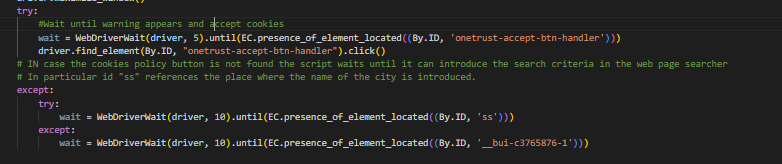 try:
#Wait until warning appears and accept cookies
wait = WebDriverWait(driver, 5).until(EC.presence_of_element_located((By.ID, 'onetrust-accept-btn-handler')))
driver.find_element(By.ID, "onetrust-accept-btn-handler").click()
# IN case the cookies policy button is not found the script waits until it can introduce the search criteria in the web page searcher
# In particular id "ss" references the place where the name of the city is introduced.
except:
try:
wait = WebDriverWait(driver, 10).until(EC.presence_of_element_located((By.ID, 'ss')))
except:
wait = WebDriverWait(driver, 10).until(EC.presence_of_element_located((By.ID, '__bui-c3765876-1')))